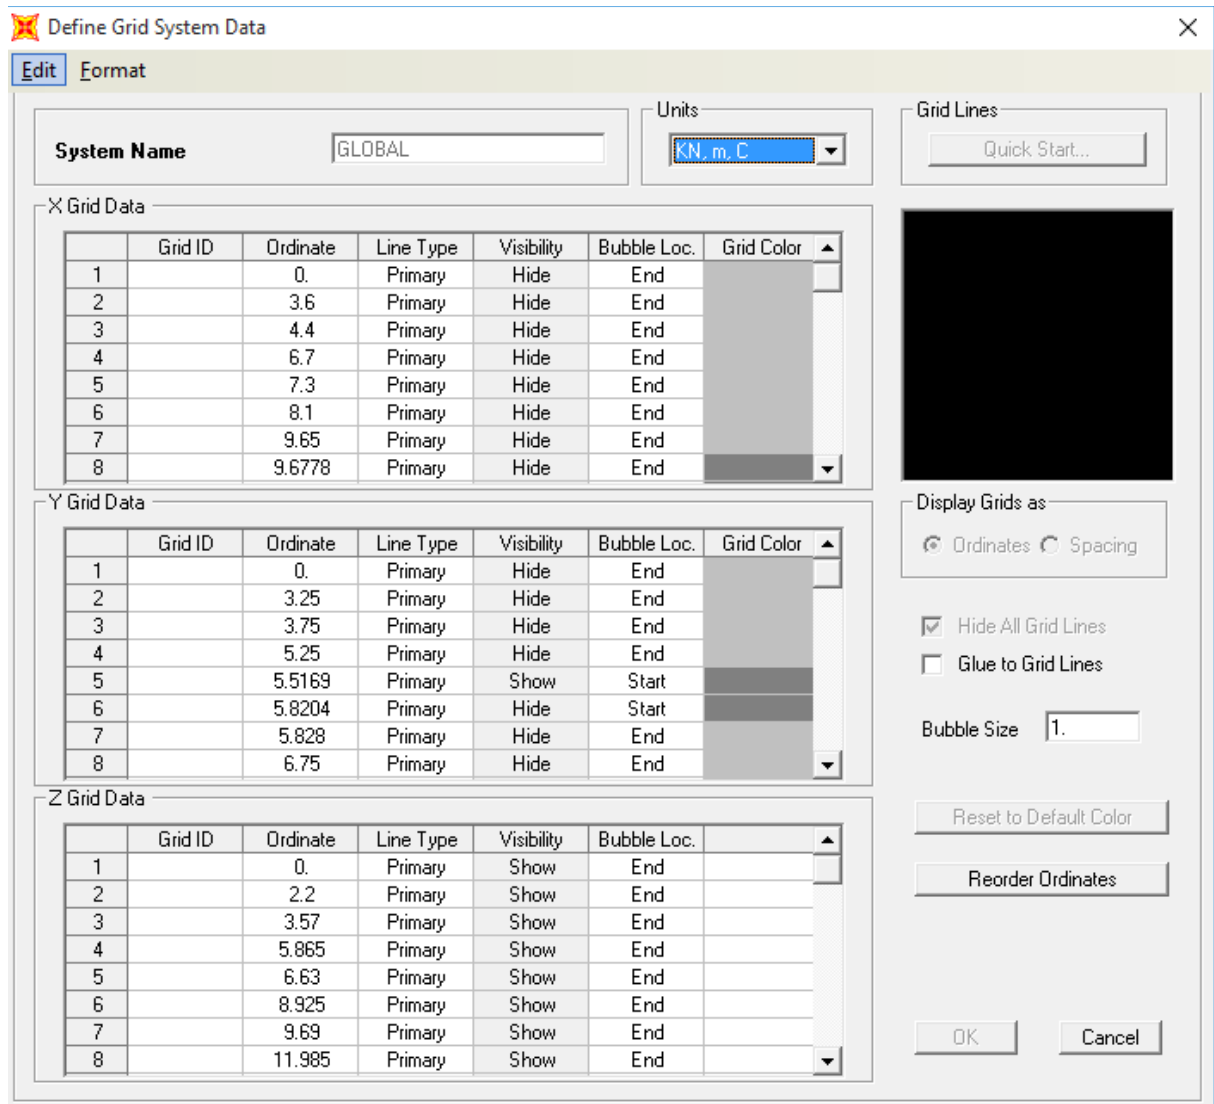 Define Grid System Data
Edit Format
Units
Grid Lines
System Name GLOBAL KN, m, C Quick Start...
X Grid Data
Grid ID Ordinate Line Type Visibility Bubble Loc. Grid Color
1 0. Primary Hide End
2 3.6 Primary Hide End
3 4.4 Primary Hide End
4 6.7 Primary Hide End
5 7.3 Primary Hide End
6 8.1 Primary Hide End
7 9.65 Primary Hide End
8 9.6778 Primary Hide End
Y Grid Data
Grid ID Ordinate Line Type Visibility Bubble Loc. Grid Color
1 0. Primary Hide End
2 3.25 Primary Hide End
3 3.75 Primary Hide End
4 5.25 Primary Hide End
5 5.5169 Primary Show Start
6 5.8204 Primary Hide Start
7 5.828 Primary Hide End
8 6.75 Primary Hide End
Display Grids as
Ordinates Spacing
Hide All Grid Lines
Glue to Grid Lines
Bubble Size 1.
Z Grid Data
Grid ID Ordinate Line Type Visibility Bubble Loc.
1 0. Primary Show End
2 2.2 Primary Show End
3 3.57 Primary Show End
4 5.865 Primary Show End
5 6.63 Primary Show End
6 8.925 Primary Show End
7 9.69 Primary Show End
8 11.985 Primary Show End
Reset to Default Color
Reorder Ordinates
OK Cancel